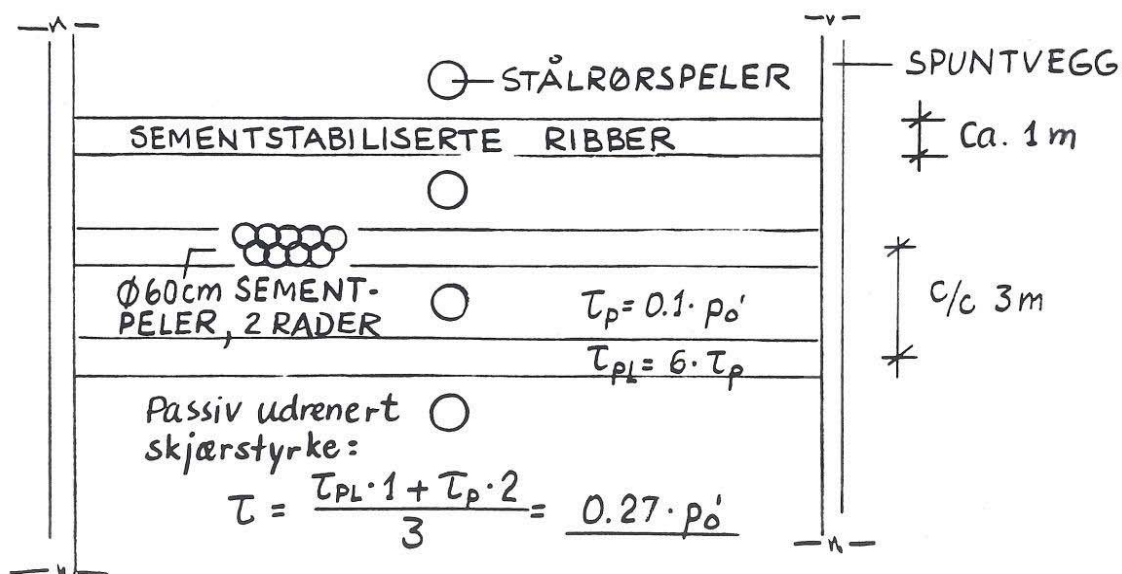 STÅLRØRSPELER
SPUNTVEGG
SEMENTSTABILISERTE RIBBER
Ca. 1 m
Ø60cm SEMENT-
PELER, 2 RADER
τp = 0.1 · po'
c/c 3 m
τPL = 6 · τp
Passiv udrenert
skjærstyrke:
τ = τPL · 1 + τp · 2 / 3 = 0.27 · po'